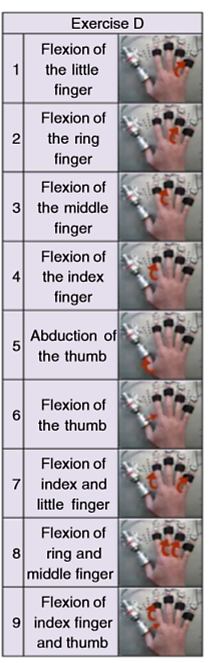 Exercise D
1
Flexion of
the little
finger
2
Flexion of
the ring
finger
3
Flexion of
the middle
finger
4
Flexion of
the index
finger
5
Abduction of
the thumb
6
Flexion of
the thumb
7
Flexion of
index and
little finger
8
Flexion of
ring and
middle finger
9
Flexion of
index finger
and thumb